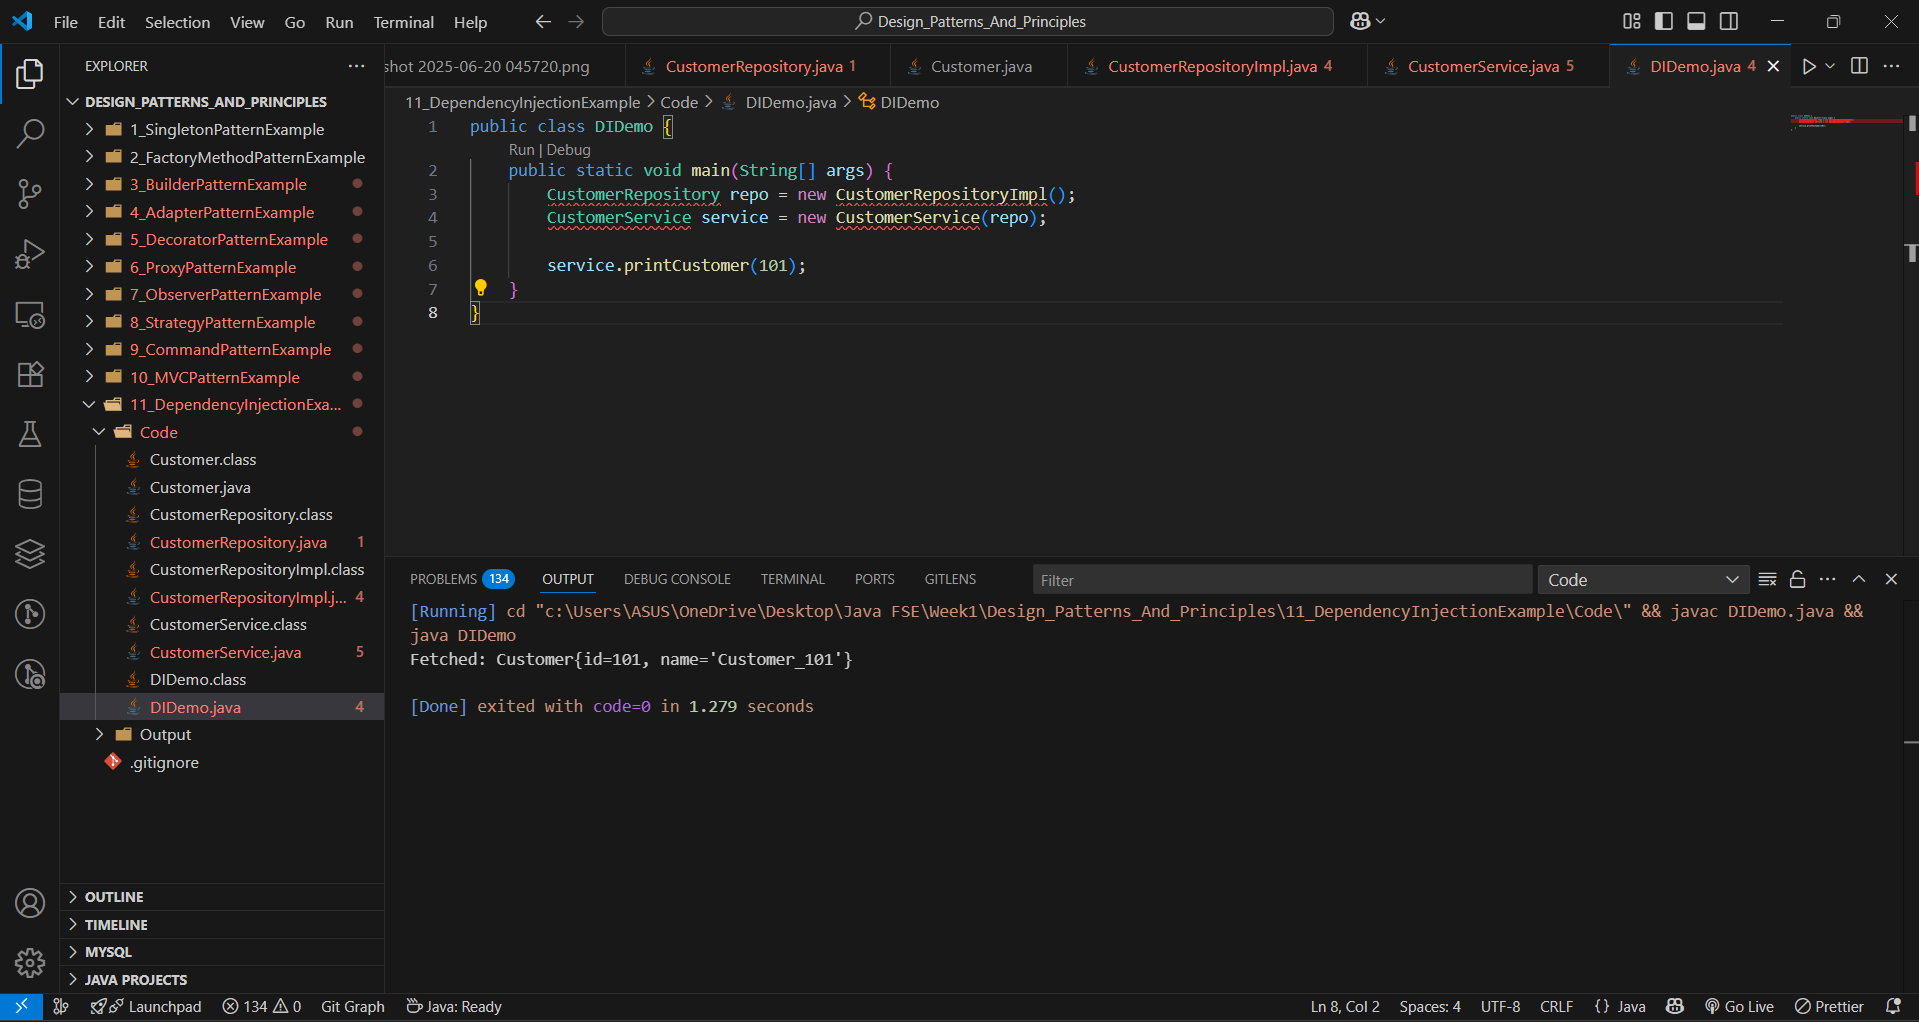 File Edit Selection View Go Run Terminal Help
Design_Patterns_And_Principles
EXPLORER
DESIGN_PATTERNS_AND_PRINCIPLES
1_SingletonPatternExample
2_FactoryMethodPatternExample
3_BuilderPatternExample
4_AdapterPatternExample
5_DecoratorPatternExample
6_ProxyPatternExample
7_ObserverPatternExample
8_StrategyPatternExample
9_CommandPatternExample
10_MVCPatternExample
11_DependencyInjectionExa...
Code
Customer.class
Customer.java
CustomerRepository.class
CustomerRepository.java 1
CustomerRepositoryImpl.class
CustomerRepositoryImpl.j... 4
CustomerService.class
CustomerService.java 5
DIDemo.class
DIDemo.java 4
Output
.gitignore
OUTLINE
TIMELINE
MYSQL
JAVA PROJECTS
shot 2025-06-20 045720.png CustomerRepository.java 1 Customer.java CustomerRepositoryImpl.java 4 CustomerService.java 5 DIDemo.java 4
11_DependencyInjectionExample > Code > DIDemo.java > DIDemo
1 public class DIDemo {
Run | Debug
2 public static void main(String[] args) {
3 CustomerRepository repo = new CustomerRepositoryImpl();
4 CustomerService service = new CustomerService(repo);
5
6 service.printCustomer(101);
7 }
8 }
PROBLEMS 134 OUTPUT DEBUG CONSOLE TERMINAL PORTS GITLENS Filter Code
[Running] cd "c:\Users\ASUS\OneDrive\Desktop\Java FSE\Week1\Design_Patterns_And_Principles\11_DependencyInjectionExample\Code\" && javac DIDemo.java &&
java DIDemo
Fetched: Customer{id=101, name='Customer_101'}
[Done] exited with code=0 in 1.279 seconds
Launchpad 134 0 Git Graph Java: Ready Ln 8, Col 2 Spaces: 4 UTF-8 CRLF {} Java Go Live Prettier